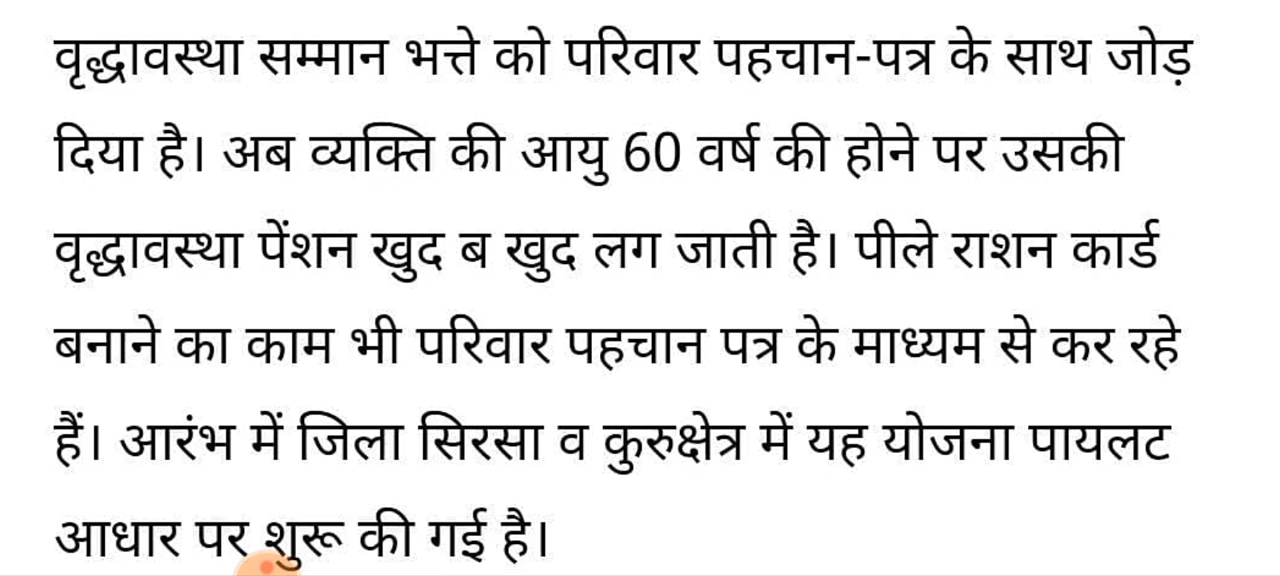 वृद्धावस्था सम्मान भत्ते को परिवार पहचान-पत्र के साथ जोड़
दिया है। अब व्यक्ति की आयु 60 वर्ष की होने पर उसकी
वृद्धावस्था पेंशन खुद ब खुद लग जाती है। पीले राशन कार्ड
बनाने का काम भी परिवार पहचान पत्र के माध्यम से कर रहे
हैं। आरंभ में जिला सिरसा व कुरुक्षेत्र में यह योजना पायलट
आधार पर शुरू की गई है।